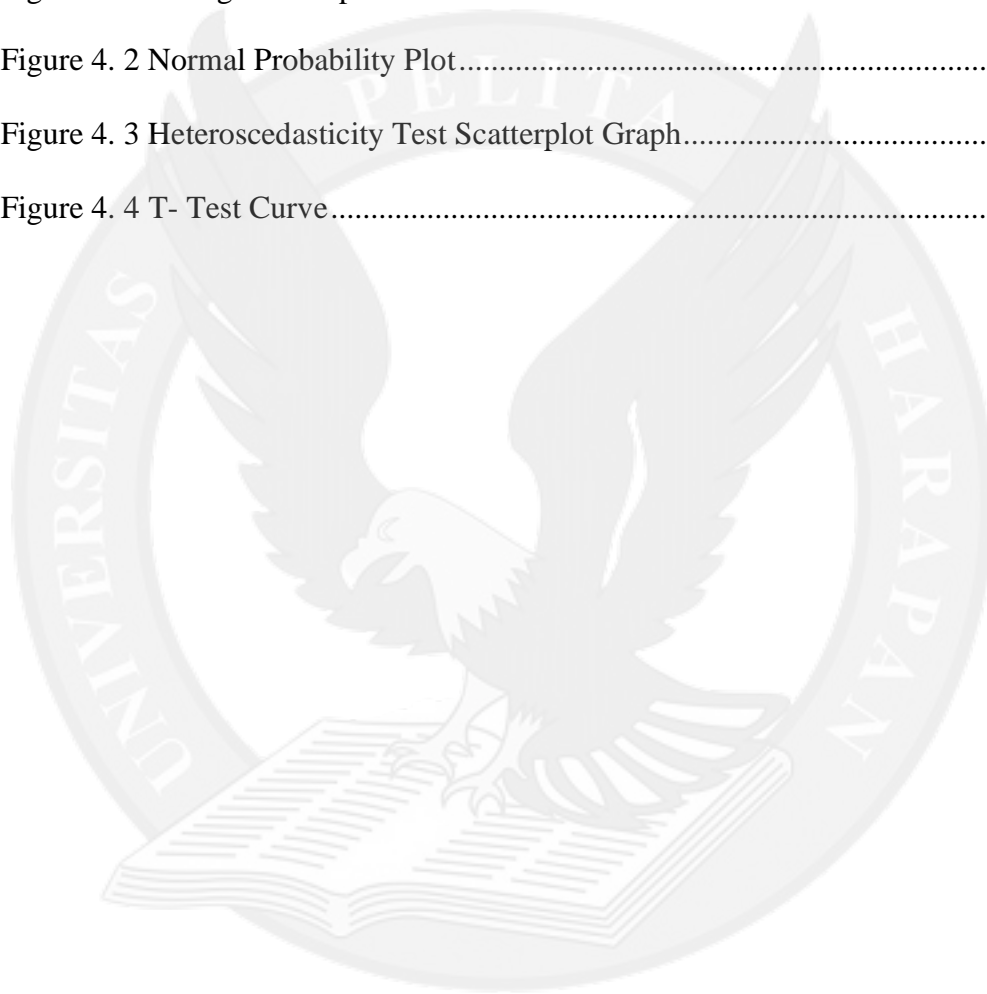 Figure 4. 2 Normal Probability Plot................................................................
Figure 4. 3 Heteroscedasticity Test Scatterplot Graph.....................................
Figure 4. 4 T- Test Curve................................................................................
UNIVERSITAS PELITA HARAPAN